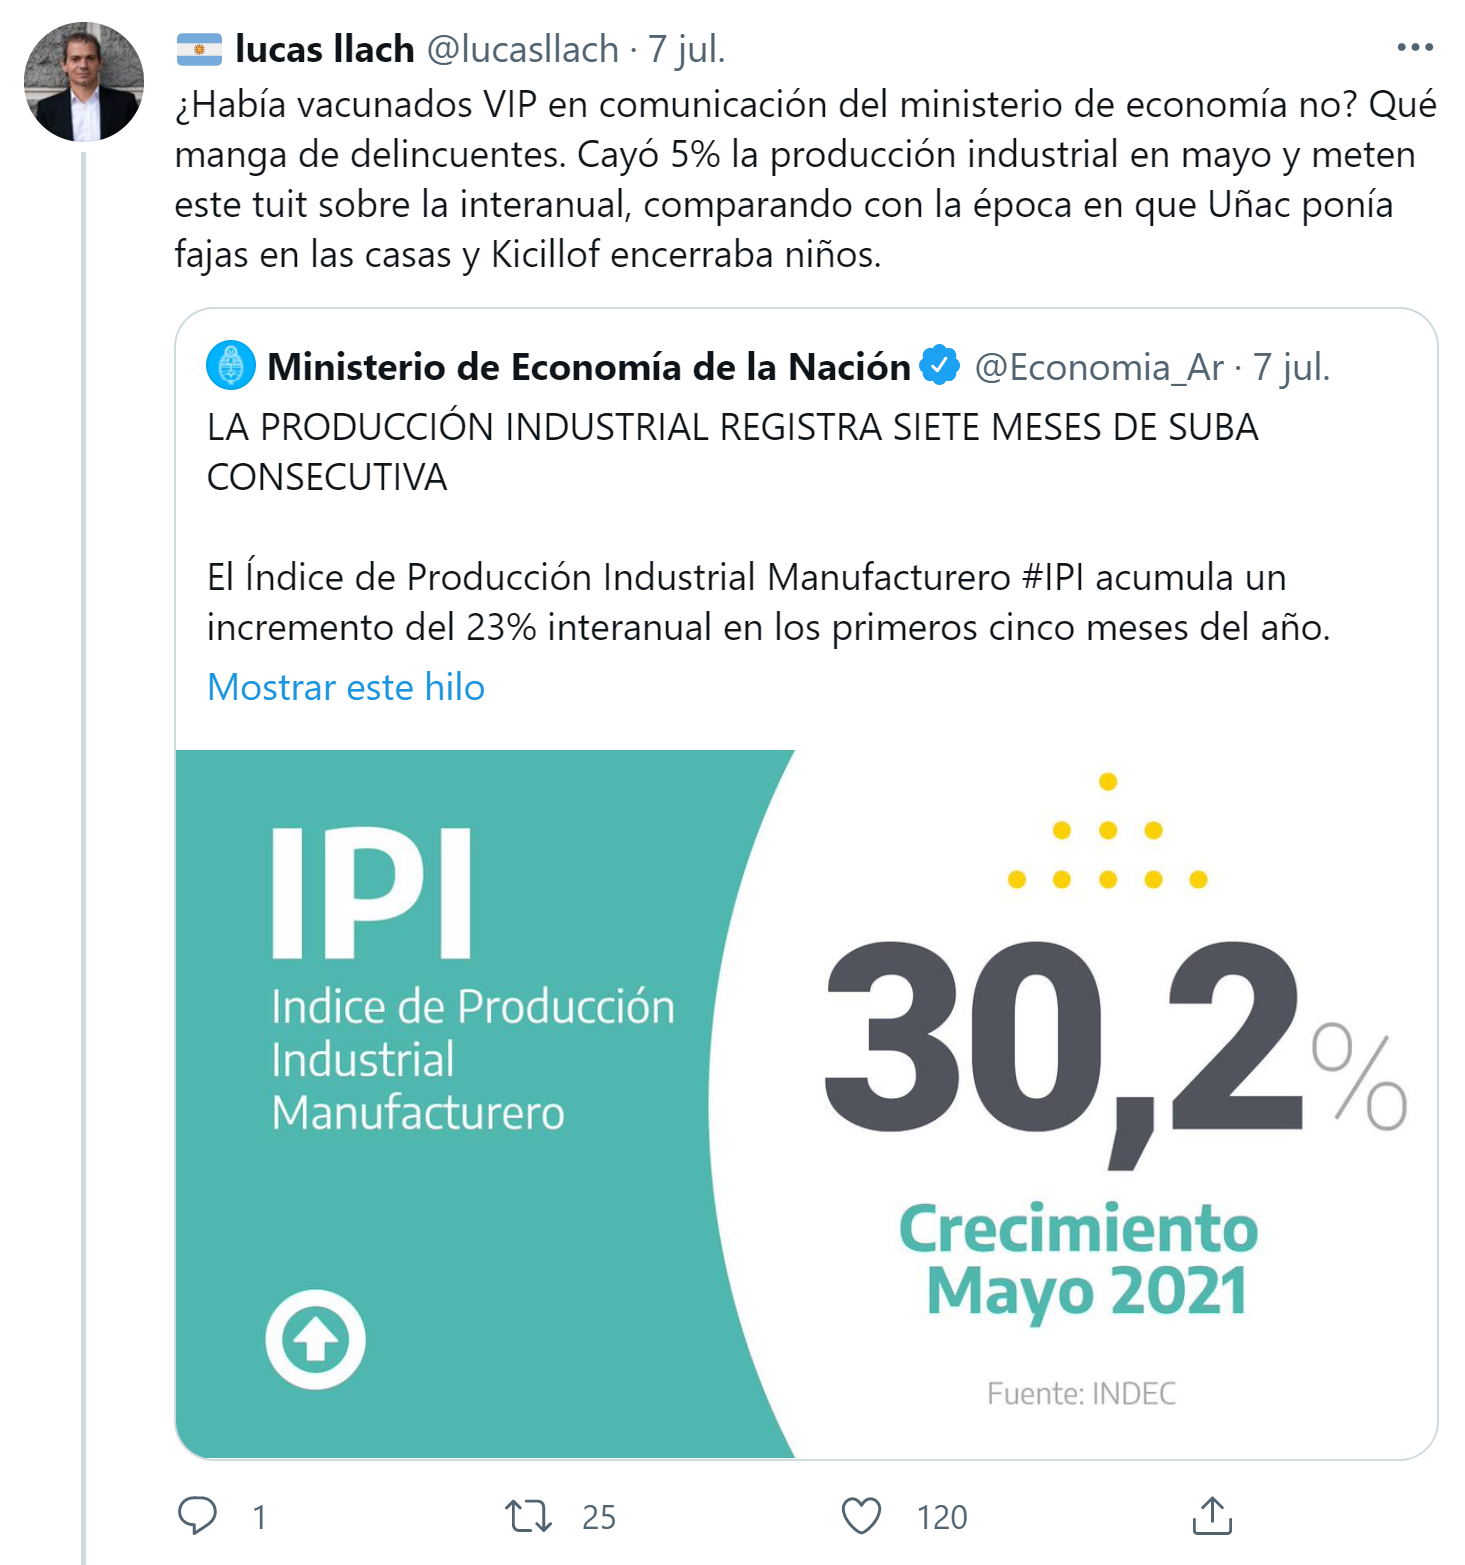 lucas llach @lucasllach · 7 jul.
¿Había vacunados VIP en comunicación del ministerio de economía no? Qué
manga de delincuentes. Cayó 5% la producción industrial en mayo y meten
este tuit sobre la interanual, comparando con la época en que Uñac ponía
fajas en las casas y Kicillof encerraba niños.
Ministerio de Economía de la Nación @Economia_Ar · 7 jul.
LA PRODUCCIÓN INDUSTRIAL REGISTRA SIETE MESES DE SUBA
CONSECUTIVA
El Índice de Producción Industrial Manufacturero #IPI acumula un
incremento del 23% interanual en los primeros cinco meses del año.
Mostrar este hilo
IPI
Indice de Producción
Industrial
Manufacturero
30,2%
Crecimiento
Mayo 2021
Fuente: INDEC
1 25 120